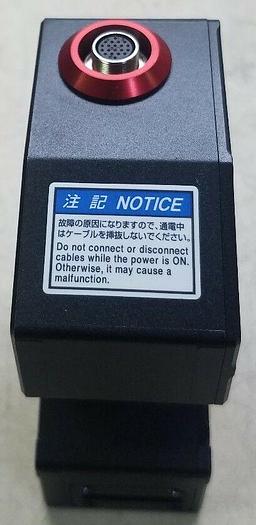 注記 NOTICE
故障の原因になりますので、通電中
はケーブルを挿抜しないでください。
Do not connect or disconnect
cables while the power is ON.
Otherwise, it may cause a
malfunction.